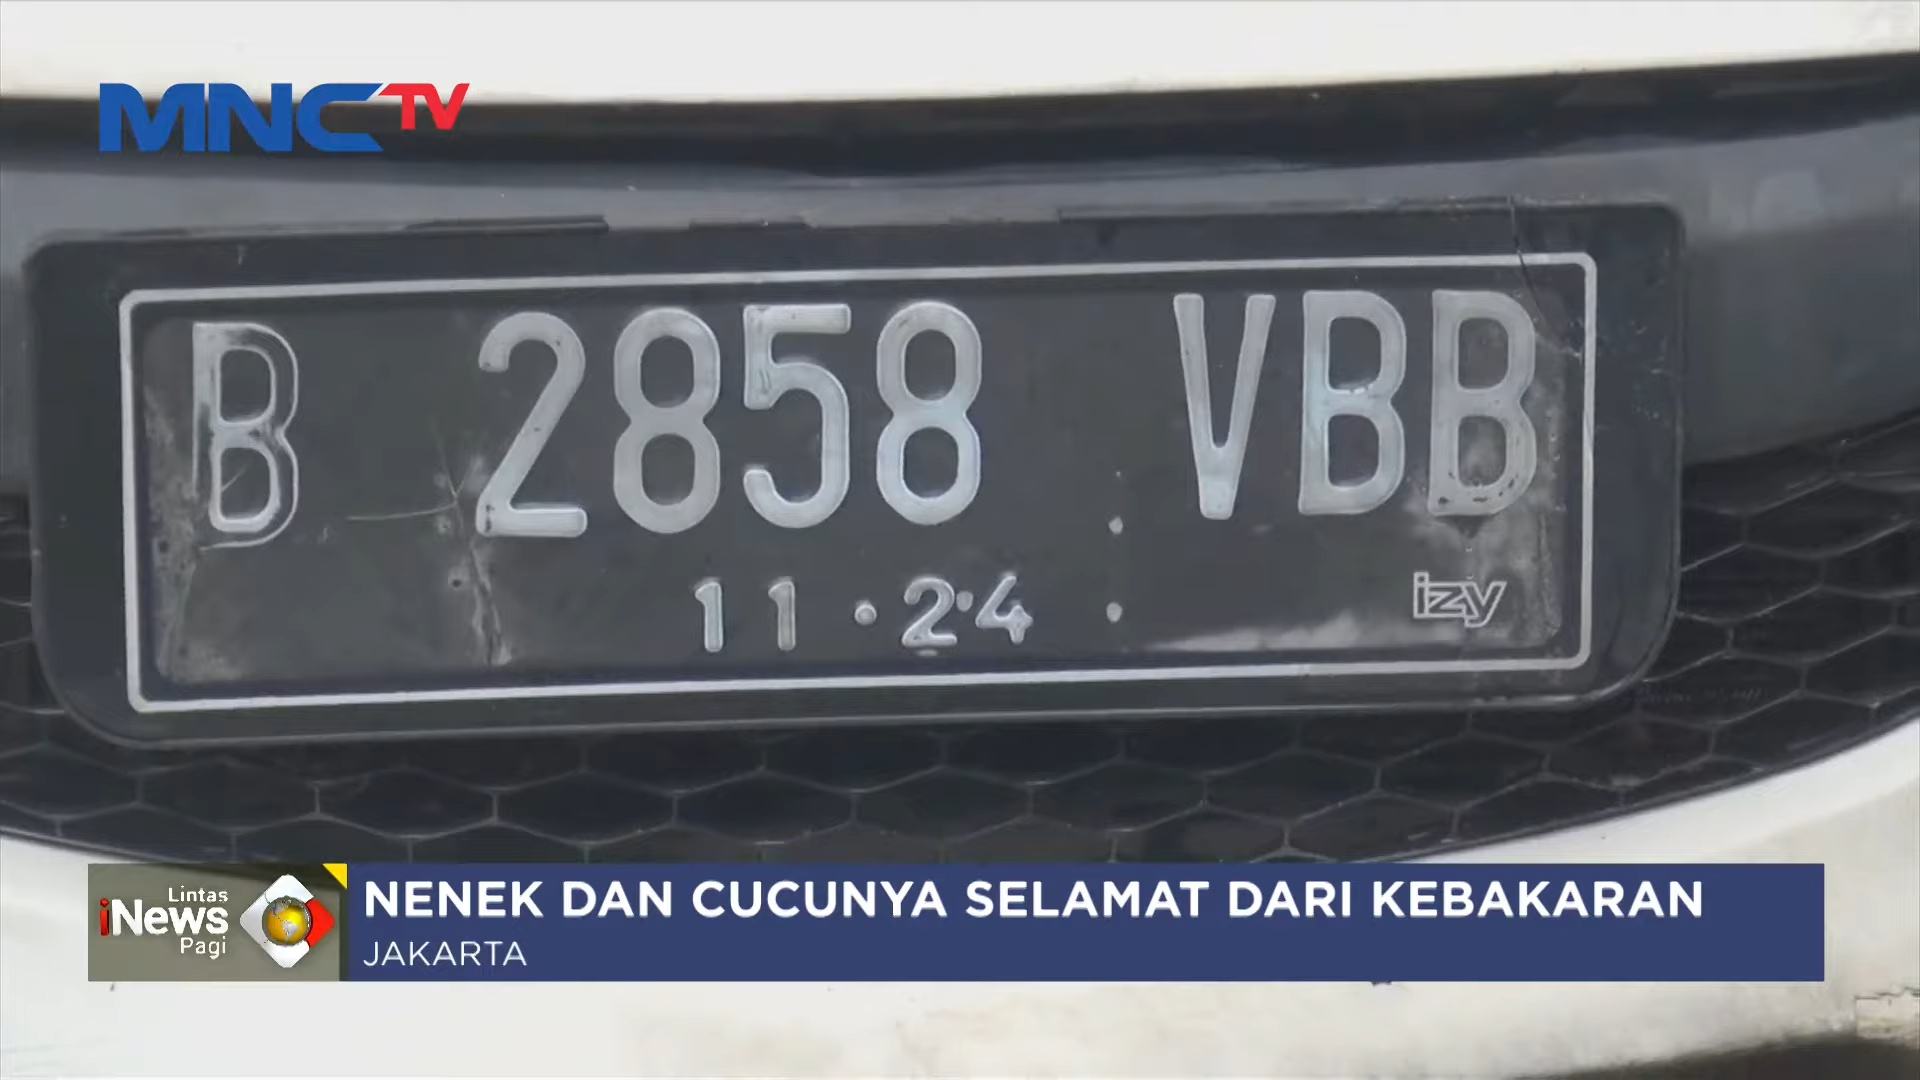 MNCTV
B 2858 VBB
11 · 24
izy
Lintas
iNews
Pagi
NENEK DAN CUCUNYA SELAMAT DARI KEBAKARAN
JAKARTA